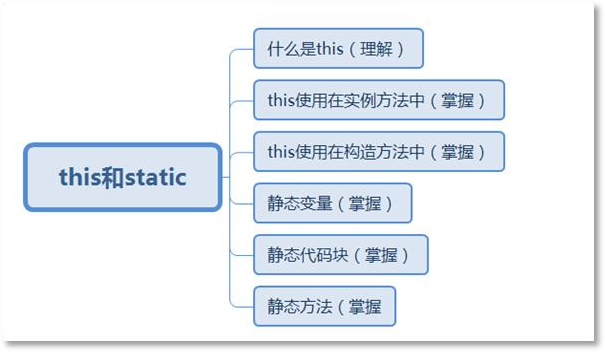 this和static
什么是this（理解）
this使用在实例方法中（掌握）
this使用在构造方法中（掌握）
静态变量（掌握）
静态代码块（掌握）
静态方法（掌握